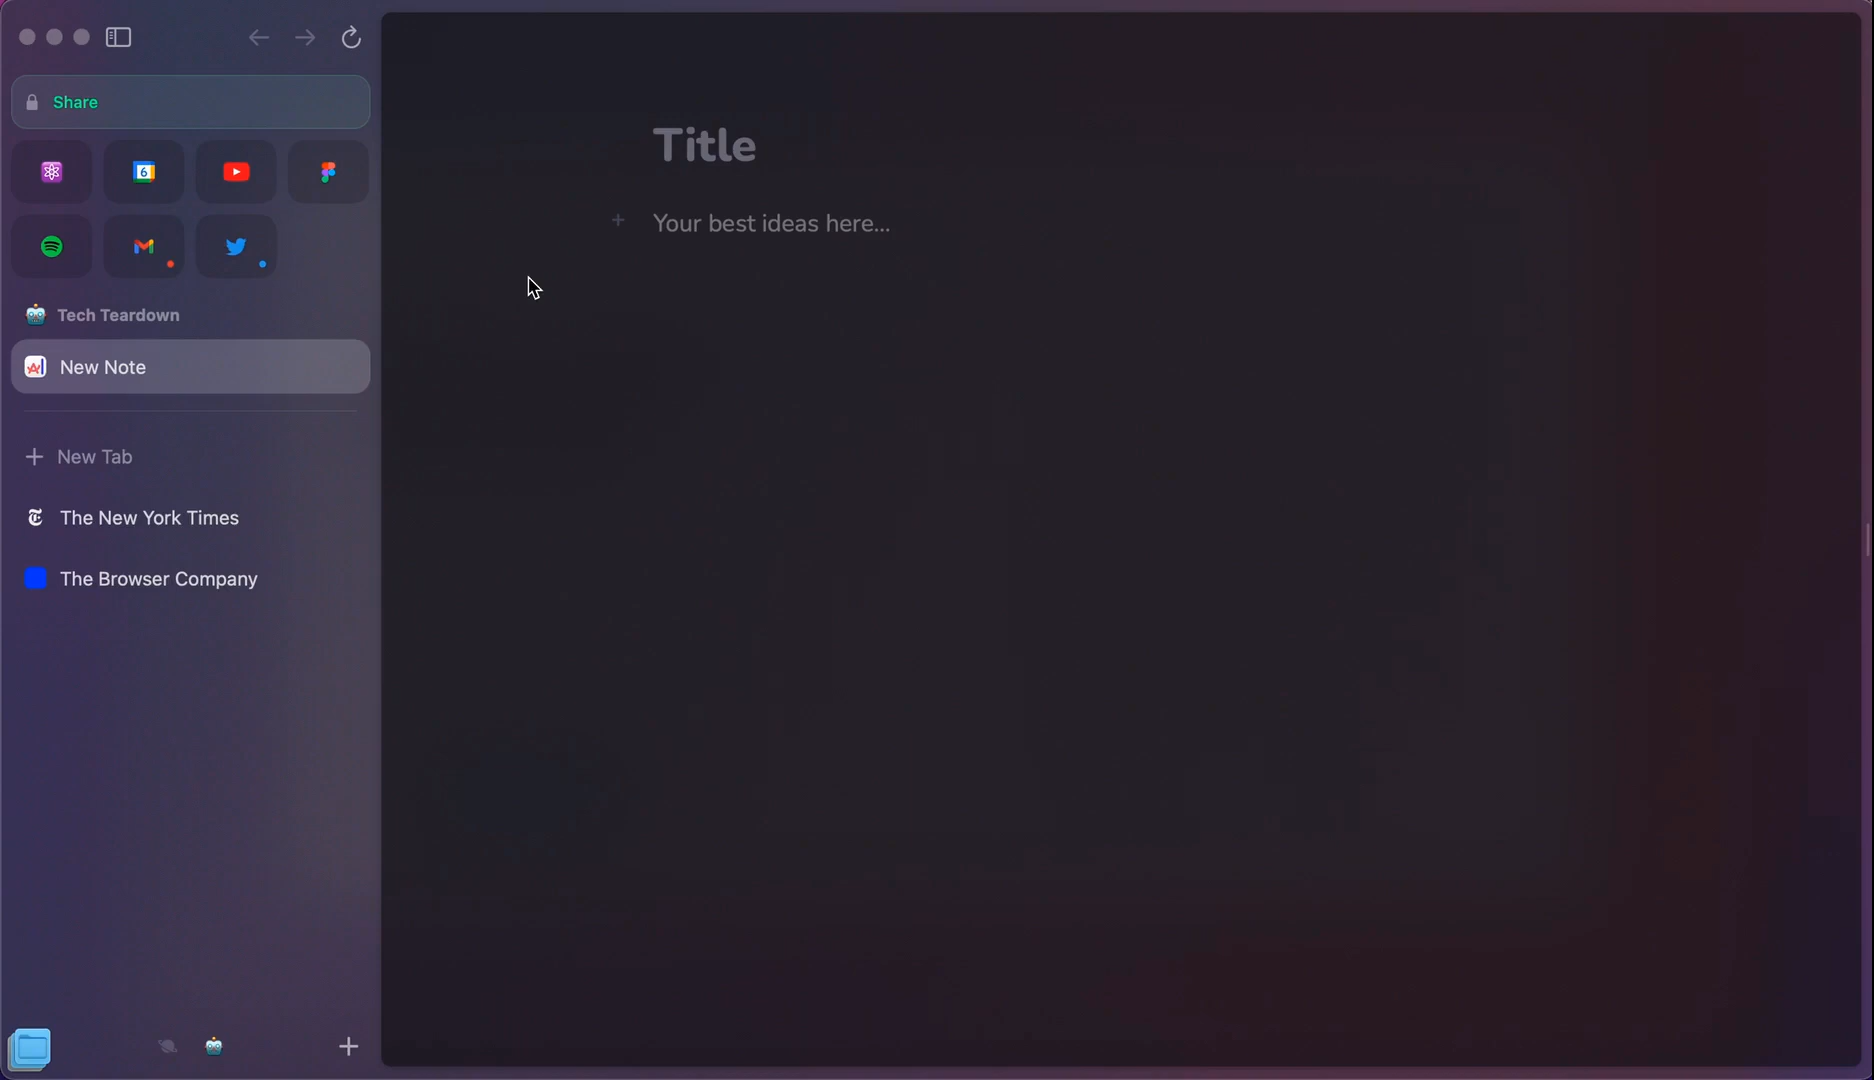 Share
6
Tech Teardown
New Note
New Tab
The New York Times
The Browser Company
Title
Your best ideas here...